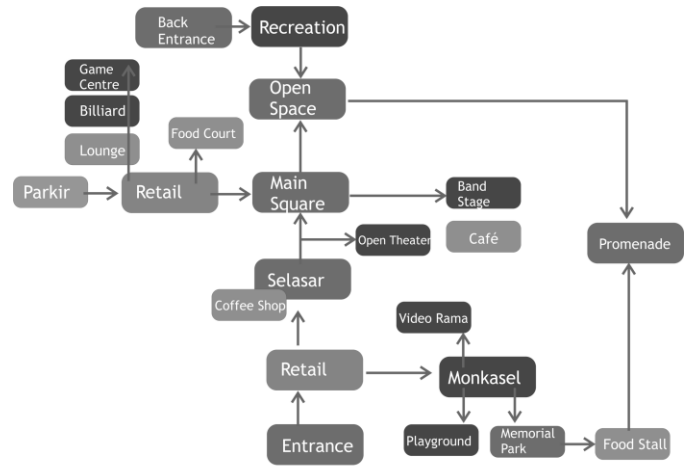 Back
Entrance
Recreation
Game
Centre
Open
Space
Billiard
Food Court
Lounge
Parkir
Retail
Main
Square
Band
Stage
Open Theater
Café
Promenade
Selasar
Coffee Shop
Video Rama
Retail
Monkasel
Entrance
Playground
Memorial
Park
Food Stall